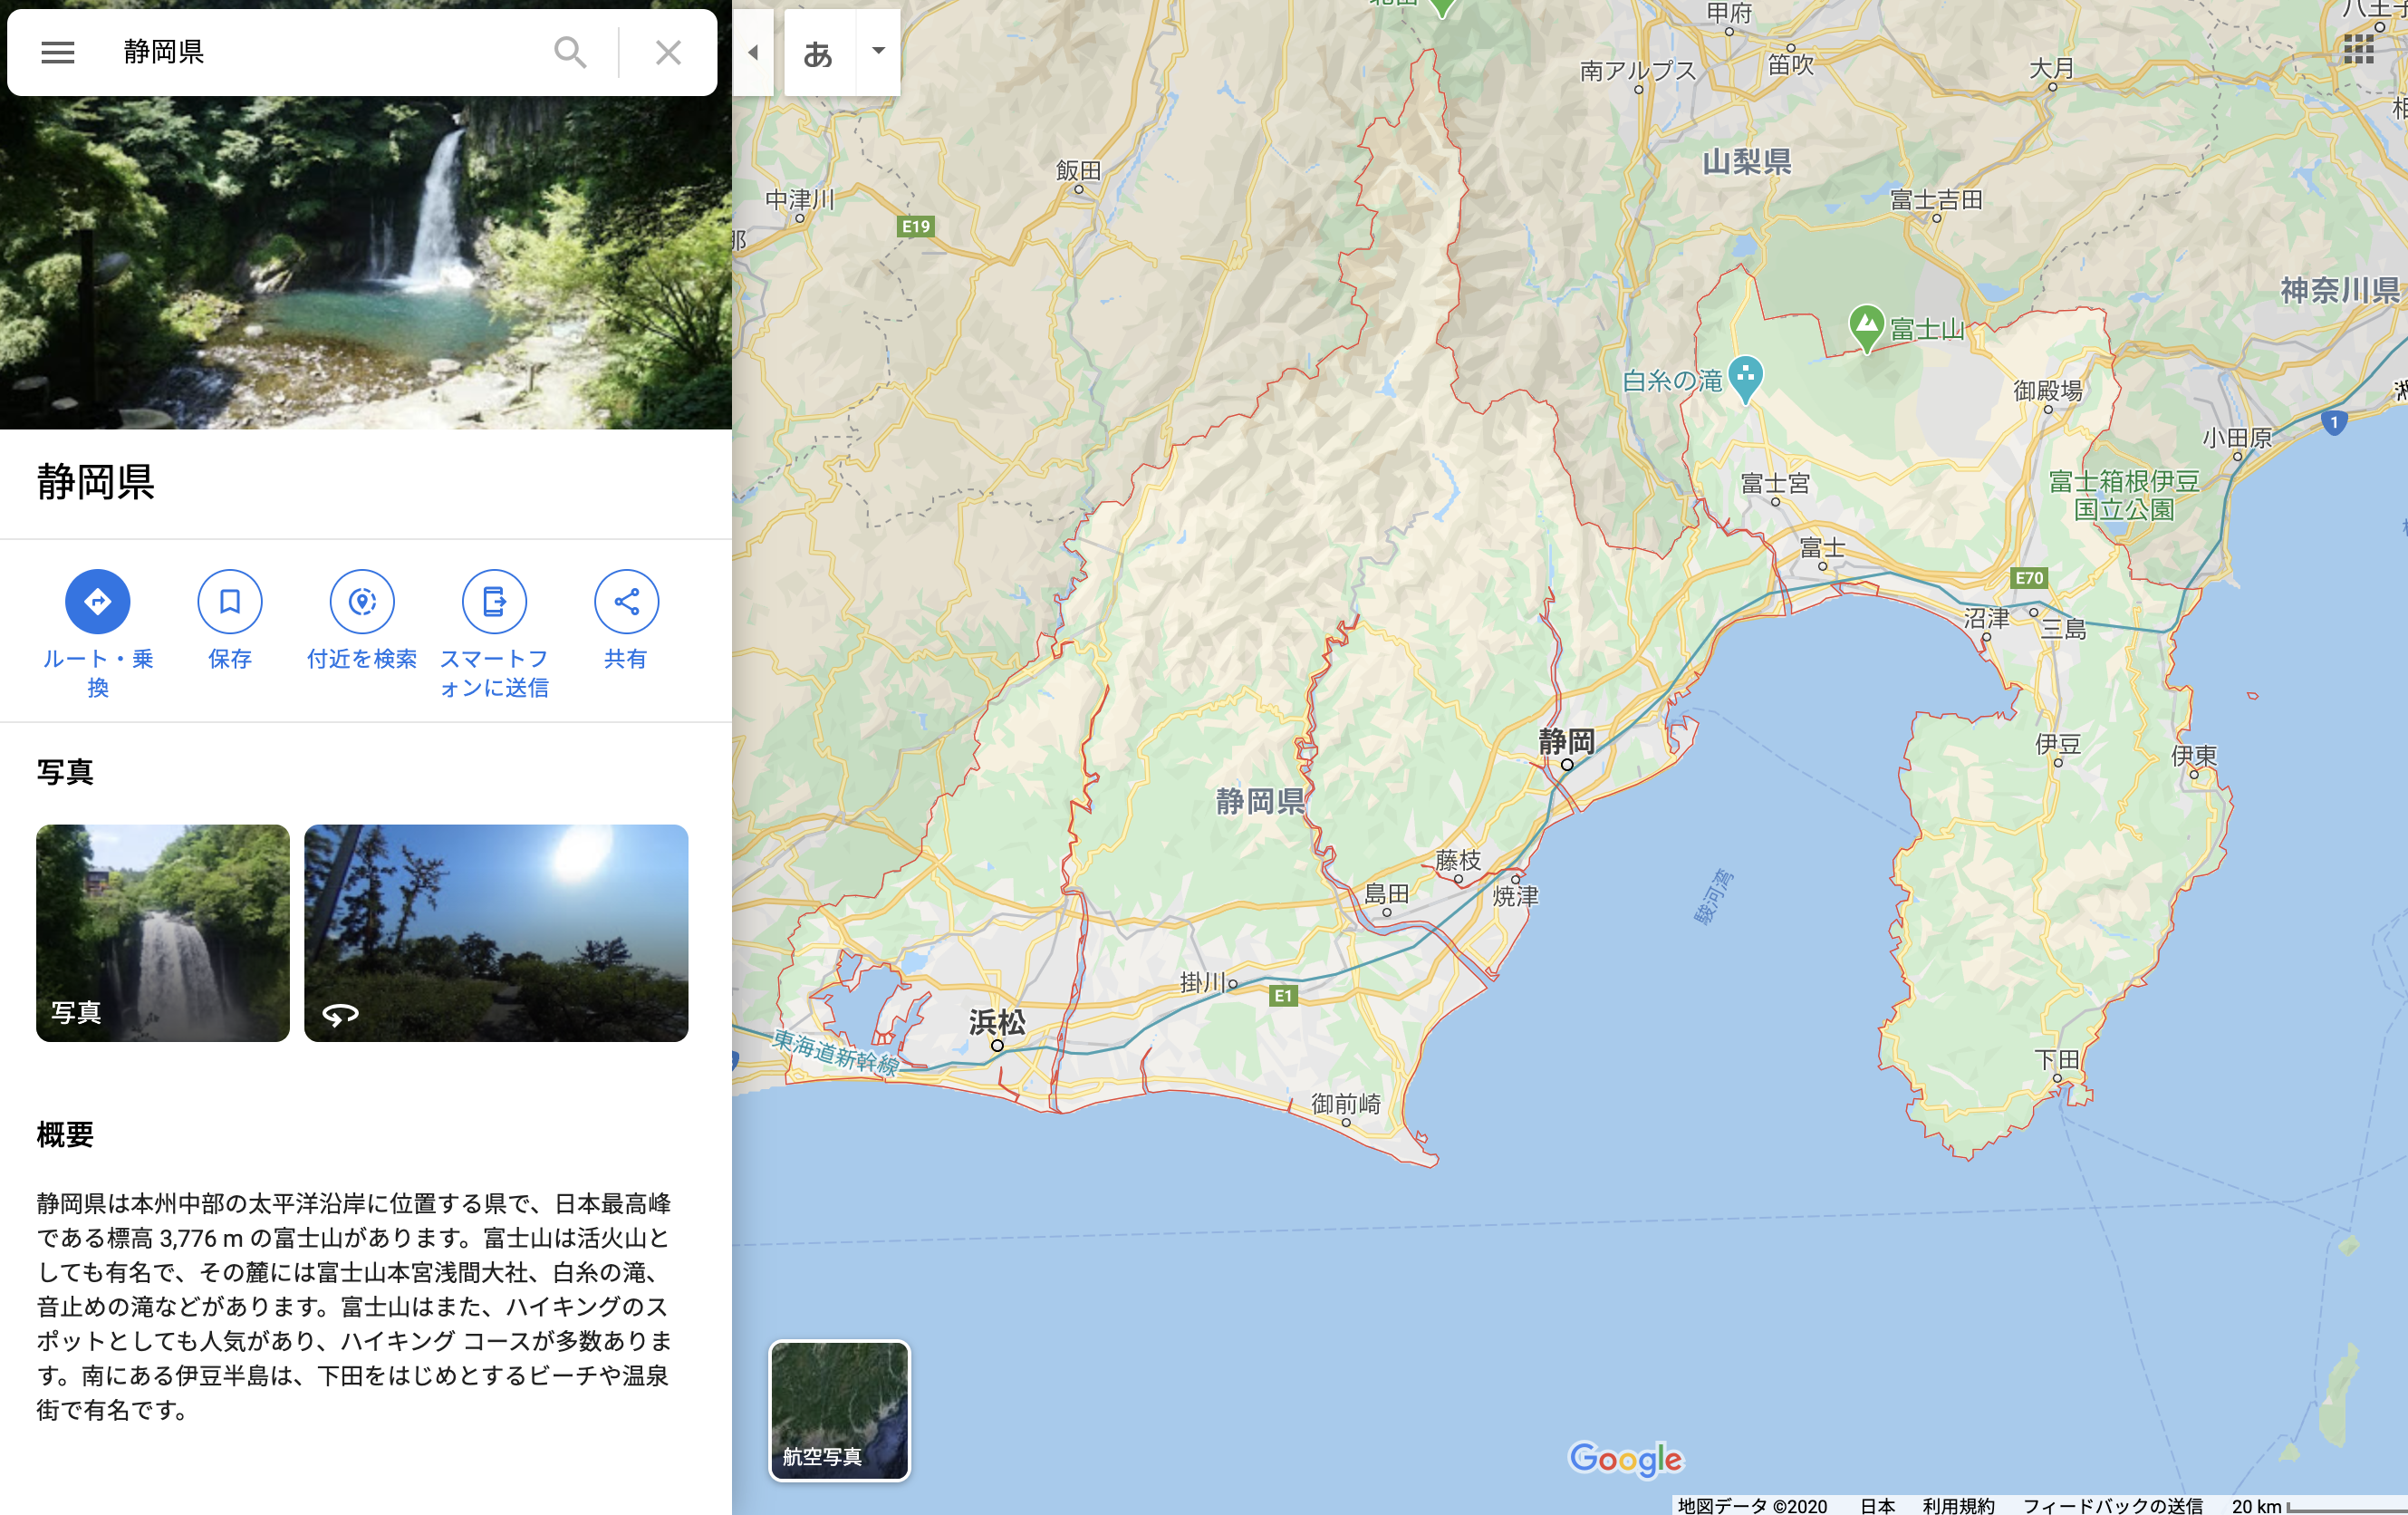 静岡県
あ
静岡県
ルート・乗
換
保存
付近を検索
スマートフ
ォンに送信
共有
写真
写真
概要
静岡県は本州中部の太平洋沿岸に位置する県で、日本最高峰
である標高 3,776 m の富士山があります。富士山は活火山と
しても有名で、その麓には富士山本宮浅間大社、白糸の滝、
音止めの滝などがあります。富士山はまた、ハイキングのス
ポットとしても人気があり、ハイキング コースが多数ありま
す。南にある伊豆半島は、下田をはじめとするビーチや温泉
街で有名です。
甲府
笛吹
南アルプス
大月
山梨県
飯田
中津川
E19
富士吉田
神奈川県
富士山
白糸の滝
御殿場
1
小田原
富士宮
富士箱根伊豆
国立公園
富士
E70
沼津
三島
静岡
伊豆
伊東
静岡県
藤枝
島田
焼津
駿河湾
掛川
E1
浜松
東海道新幹線
下田
御前崎
航空写真
Google
地図データ ©2020
日本
利用規約
フィードバックの送信
20 km